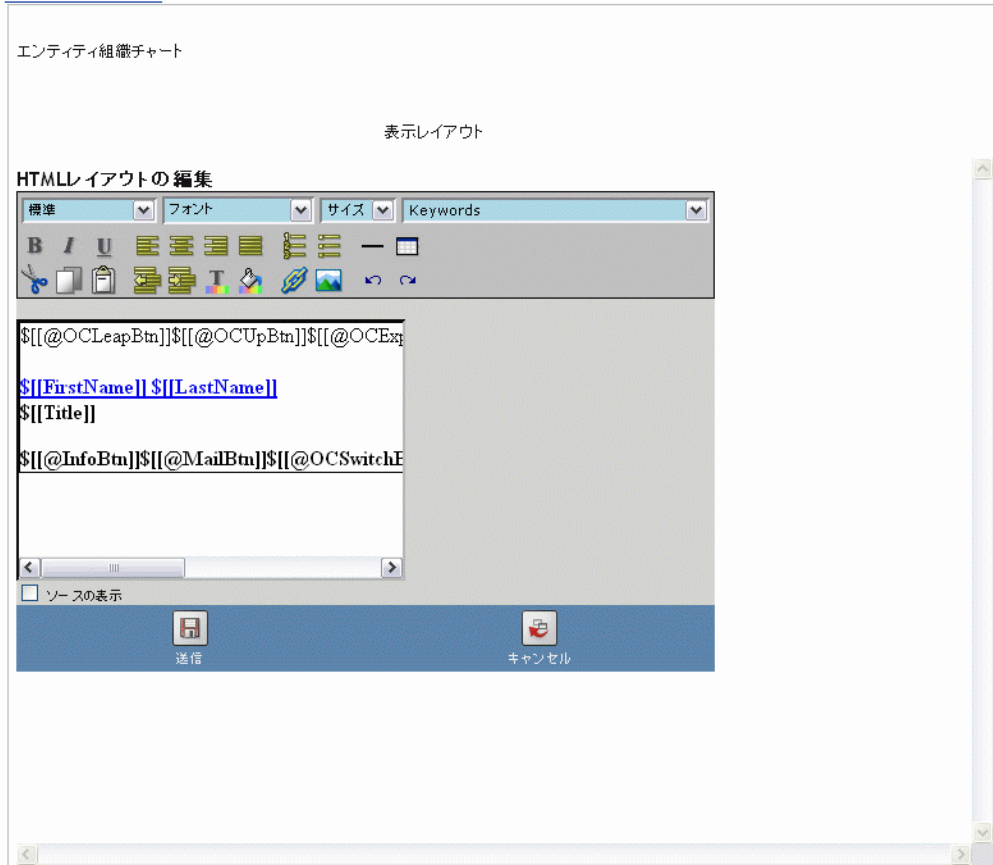 エンティティ組織チャート
表示レイアウト
HTMLレイアウトの編集
標準 フォント サイズ Keywords
B I U
T
$[[@OCLeapBtn]]$[[@OCUpBtn]]$[[@OCExp
$[[FirstName]] $[[LastName]]
$[[Title]]
$[[@InfoBtn]]$[[@MailBtn]]$[[@OCSwitchB
ソースの表示
送信 キャンセル